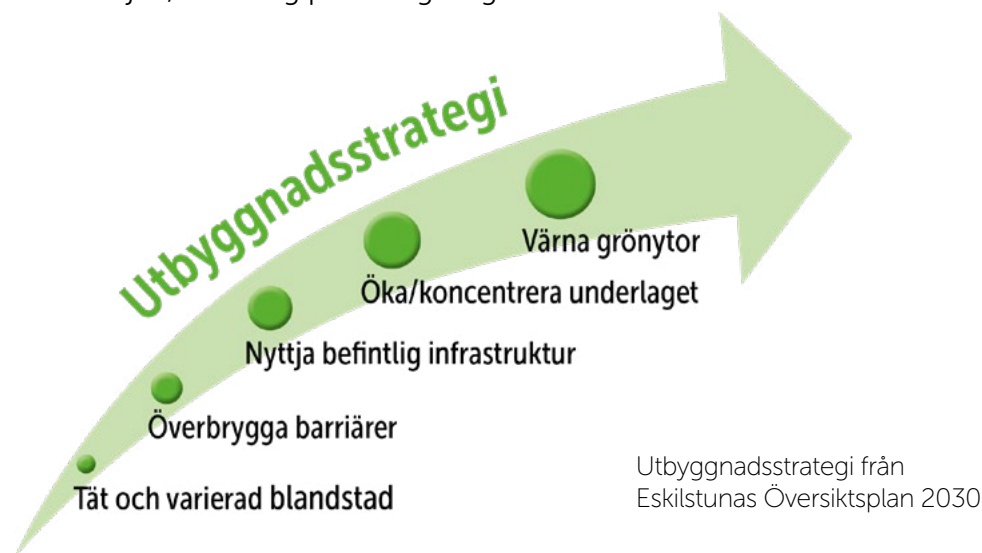 Utbyggnadsstrategi
Värna grönytor
Öka/koncentrera underlaget
Nyttja befintlig infrastruktur
Överbrygga barriärer
Tät och varierad blandstad
Utbyggnadsstrategi från
Eskilstunas Översiktsplan 2030